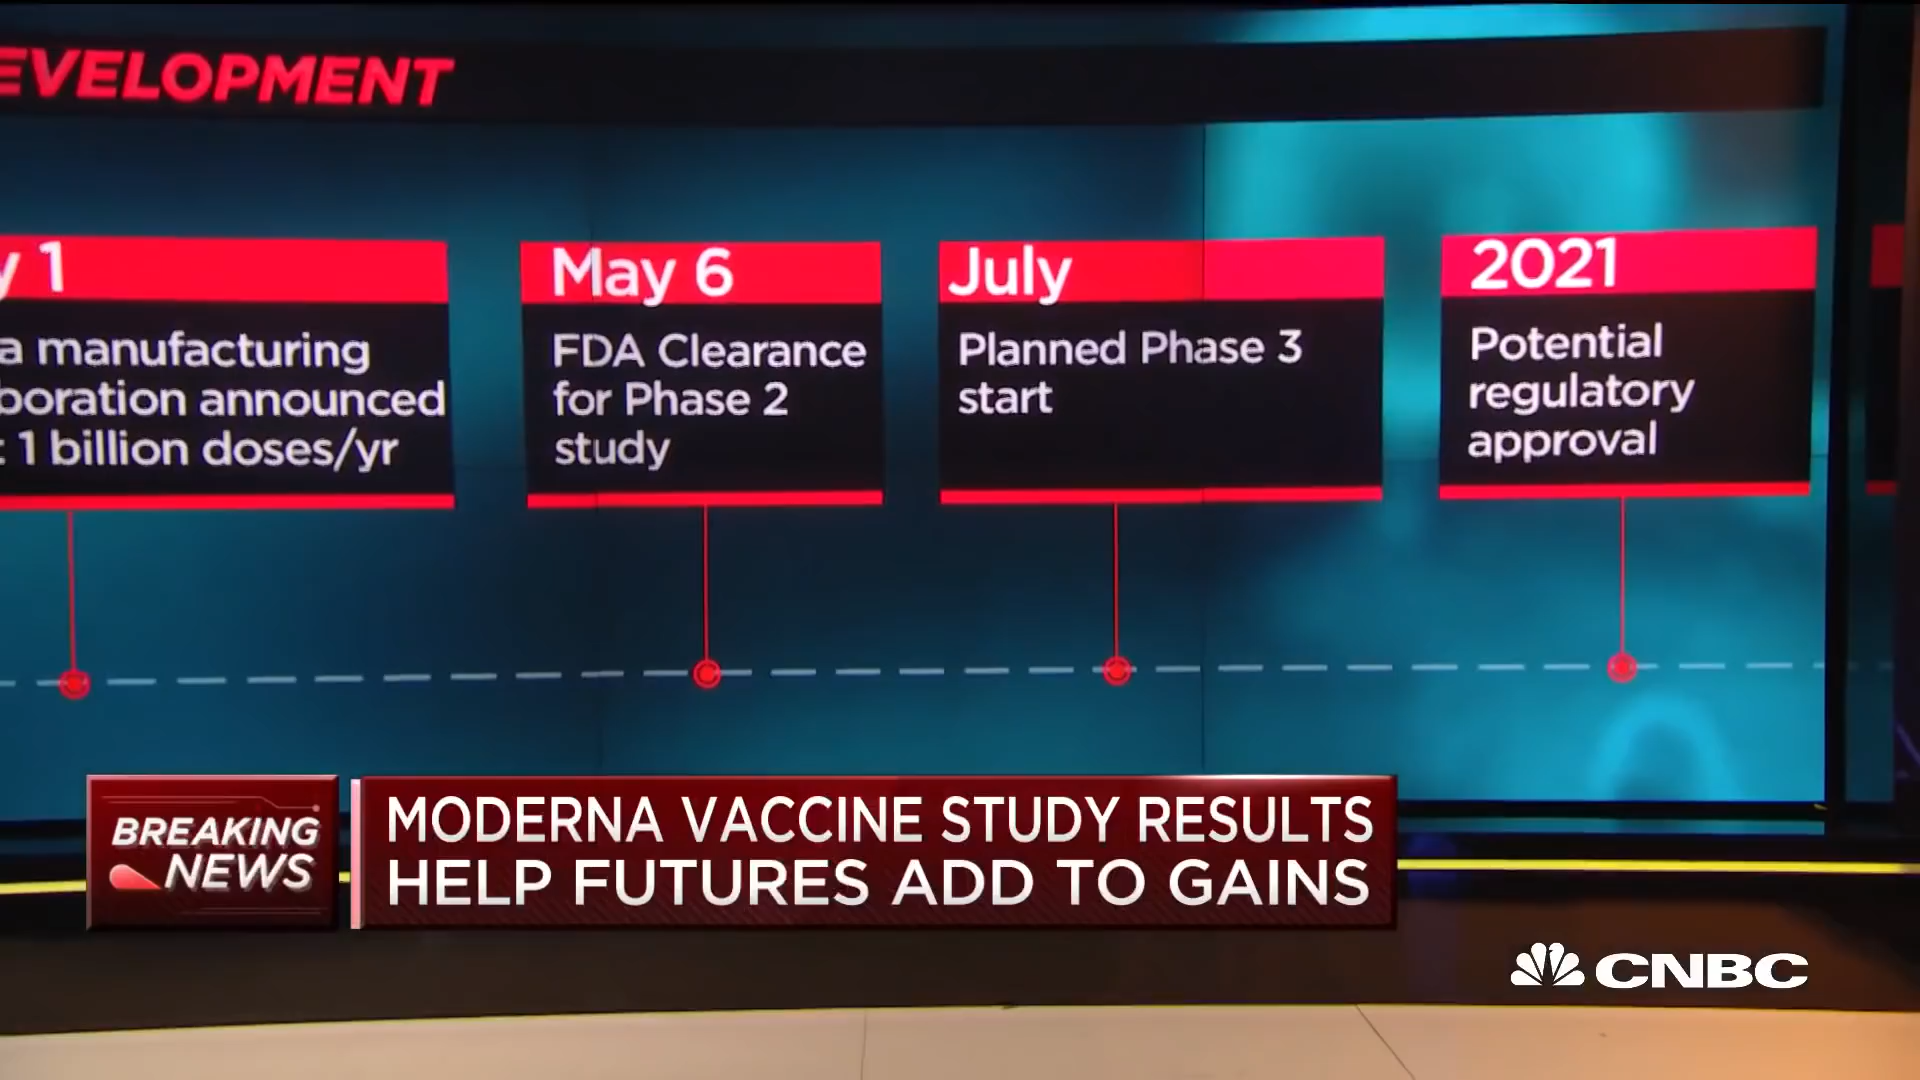 EVELOPMENT
y 1
a manufacturing
boration announced
1 billion doses/yr
May 6
FDA Clearance
for Phase 2
study
July
Planned Phase 3
start
2021
Potential
regulatory
approval
BREAKING
NEWS
MODERNA VACCINE STUDY RESULTS
HELP FUTURES ADD TO GAINS
CNBC